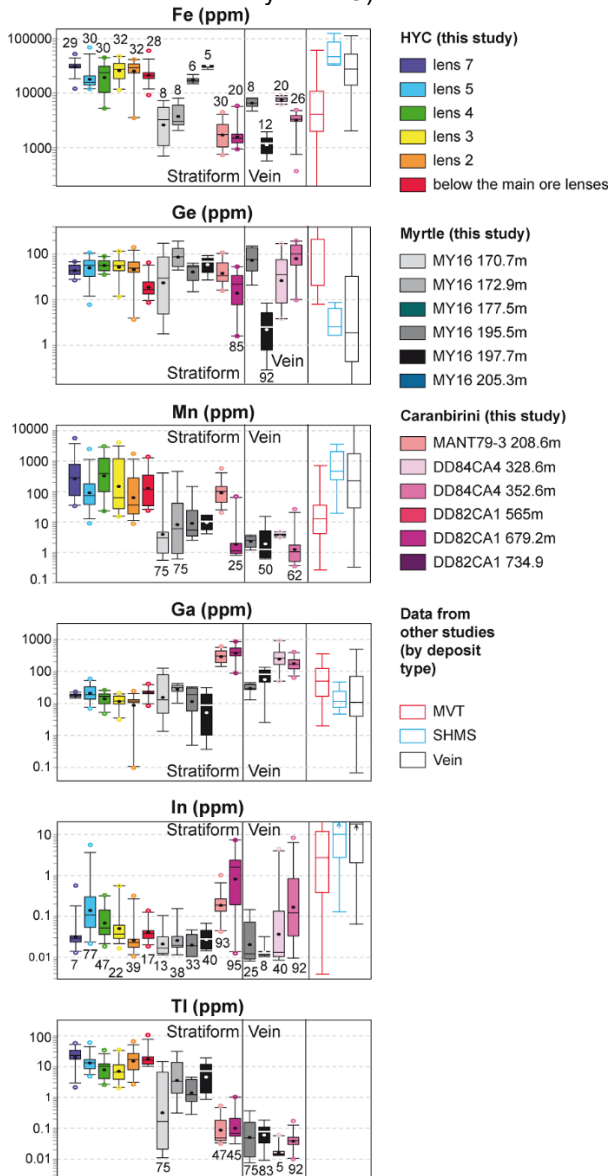 Fe (ppm)
100000
10000
1000
29
30
30
32
32
28
8
8
6
5
30
20
8
12
20
26
Stratiform
Vein
Ge (ppm)
100
10
1
85
92
Stratiform
Vein
Mn (ppm)
10000
1000
100
10
1
0.1
75
75
25
50
62
Stratiform
Vein
Ga (ppm)
1000
100
10
1
0.1
Stratiform
Vein
In (ppm)
10
1
0.1
0.01
Stratiform
Vein
7
77
47
22
39
17
13
38
33
40
93
95
25
8
40
92
Tl (ppm)
100
10
1
0.1
0.01
Stratiform
Vein
75
4745
7583
5
92
HYC (this study)
lens 7
lens 5
lens 4
lens 3
lens 2
below the main ore lenses
Myrtle (this study)
MY16 170.7m
MY16 172.9m
MY16 177.5m
MY16 195.5m
MY16 197.7m
MY16 205.3m
Caranbirini (this study)
MANT79-3 208.6m
DD84CA4 328.6m
DD84CA4 352.6m
DD82CA1 565m
DD82CA1 679.2m
DD82CA1 734.9
Data from
other studies
(by deposit
type)
MVT
SHMS
Vein